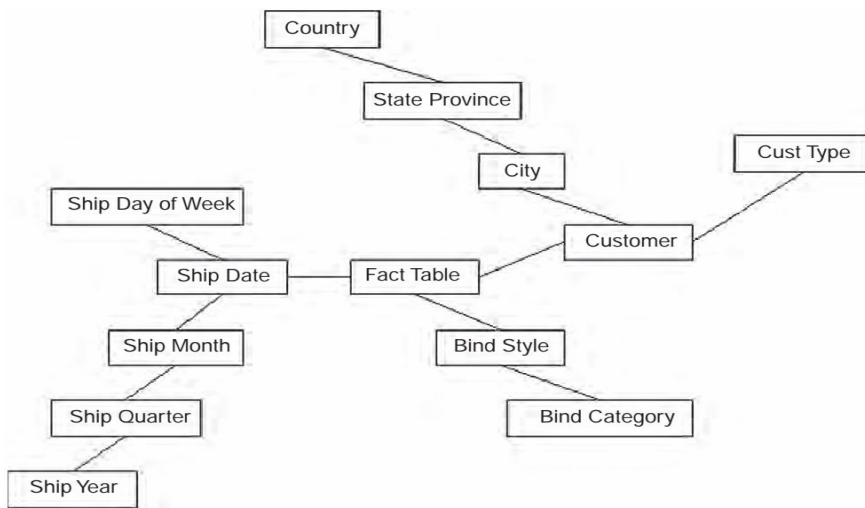 Country
State Province
Cust Type
City
Ship Day of Week
Customer
Ship Date
Fact Table
Ship Month
Bind Style
Ship Quarter
Bind Category
Ship Year